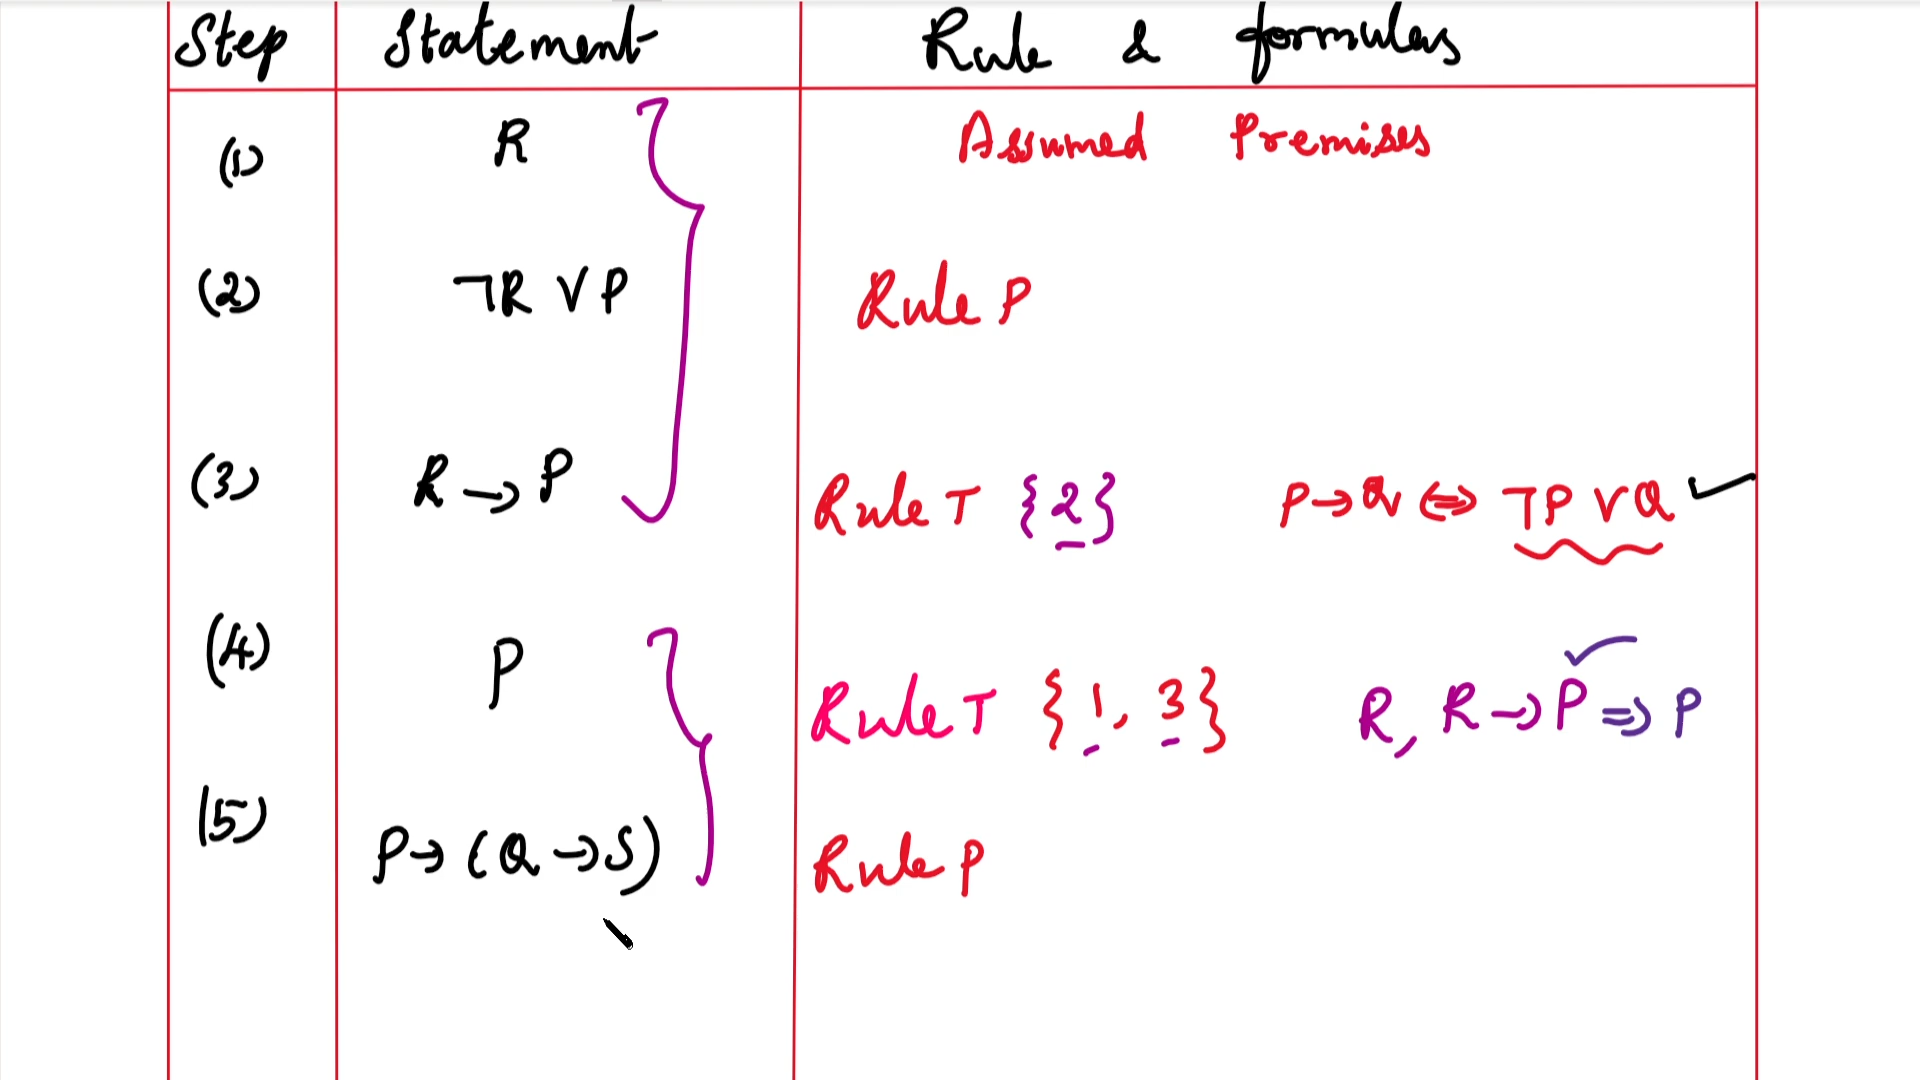 Step Statement Rule & formulas
(1) R Assumed Premises
(2) ¬R ∨ P Rule P
(3) R → P Rule T {2} P → Q ⇔ ¬P ∨ Q
(4) P Rule T {1, 3} R, R → P ⇒ P
(5) P → (Q → S) Rule P